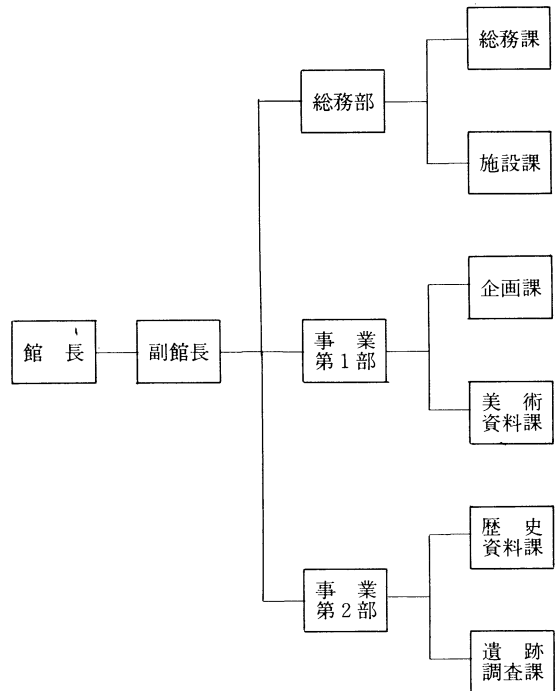 館　長
副館長
総務部
総務課
施設課
事　業
第1部
企画課
美　術
資料課
事　業
第2部
歴　史
資料課
遺　跡
調査課